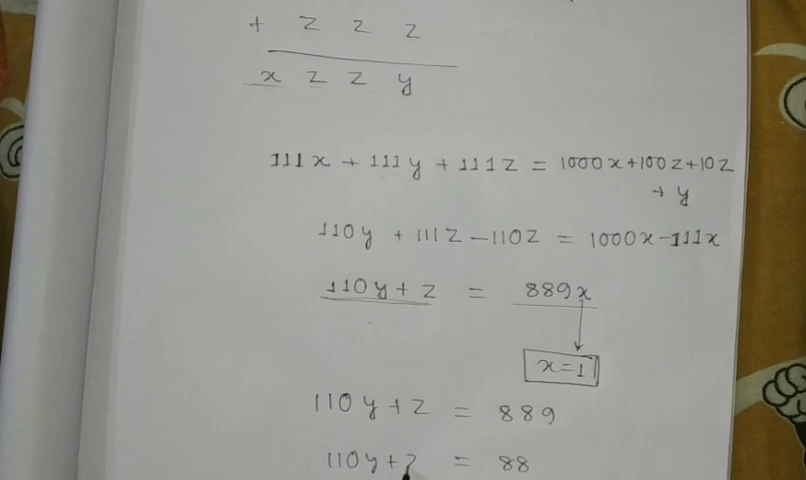 + z z z
x z z y
111x + 111y + 111z = 1000x+100z+10z
+ y
110y + 111z - 110z = 1000x-111x
110y + z = 889x
x=1
110y + z = 889
110y + z = 88